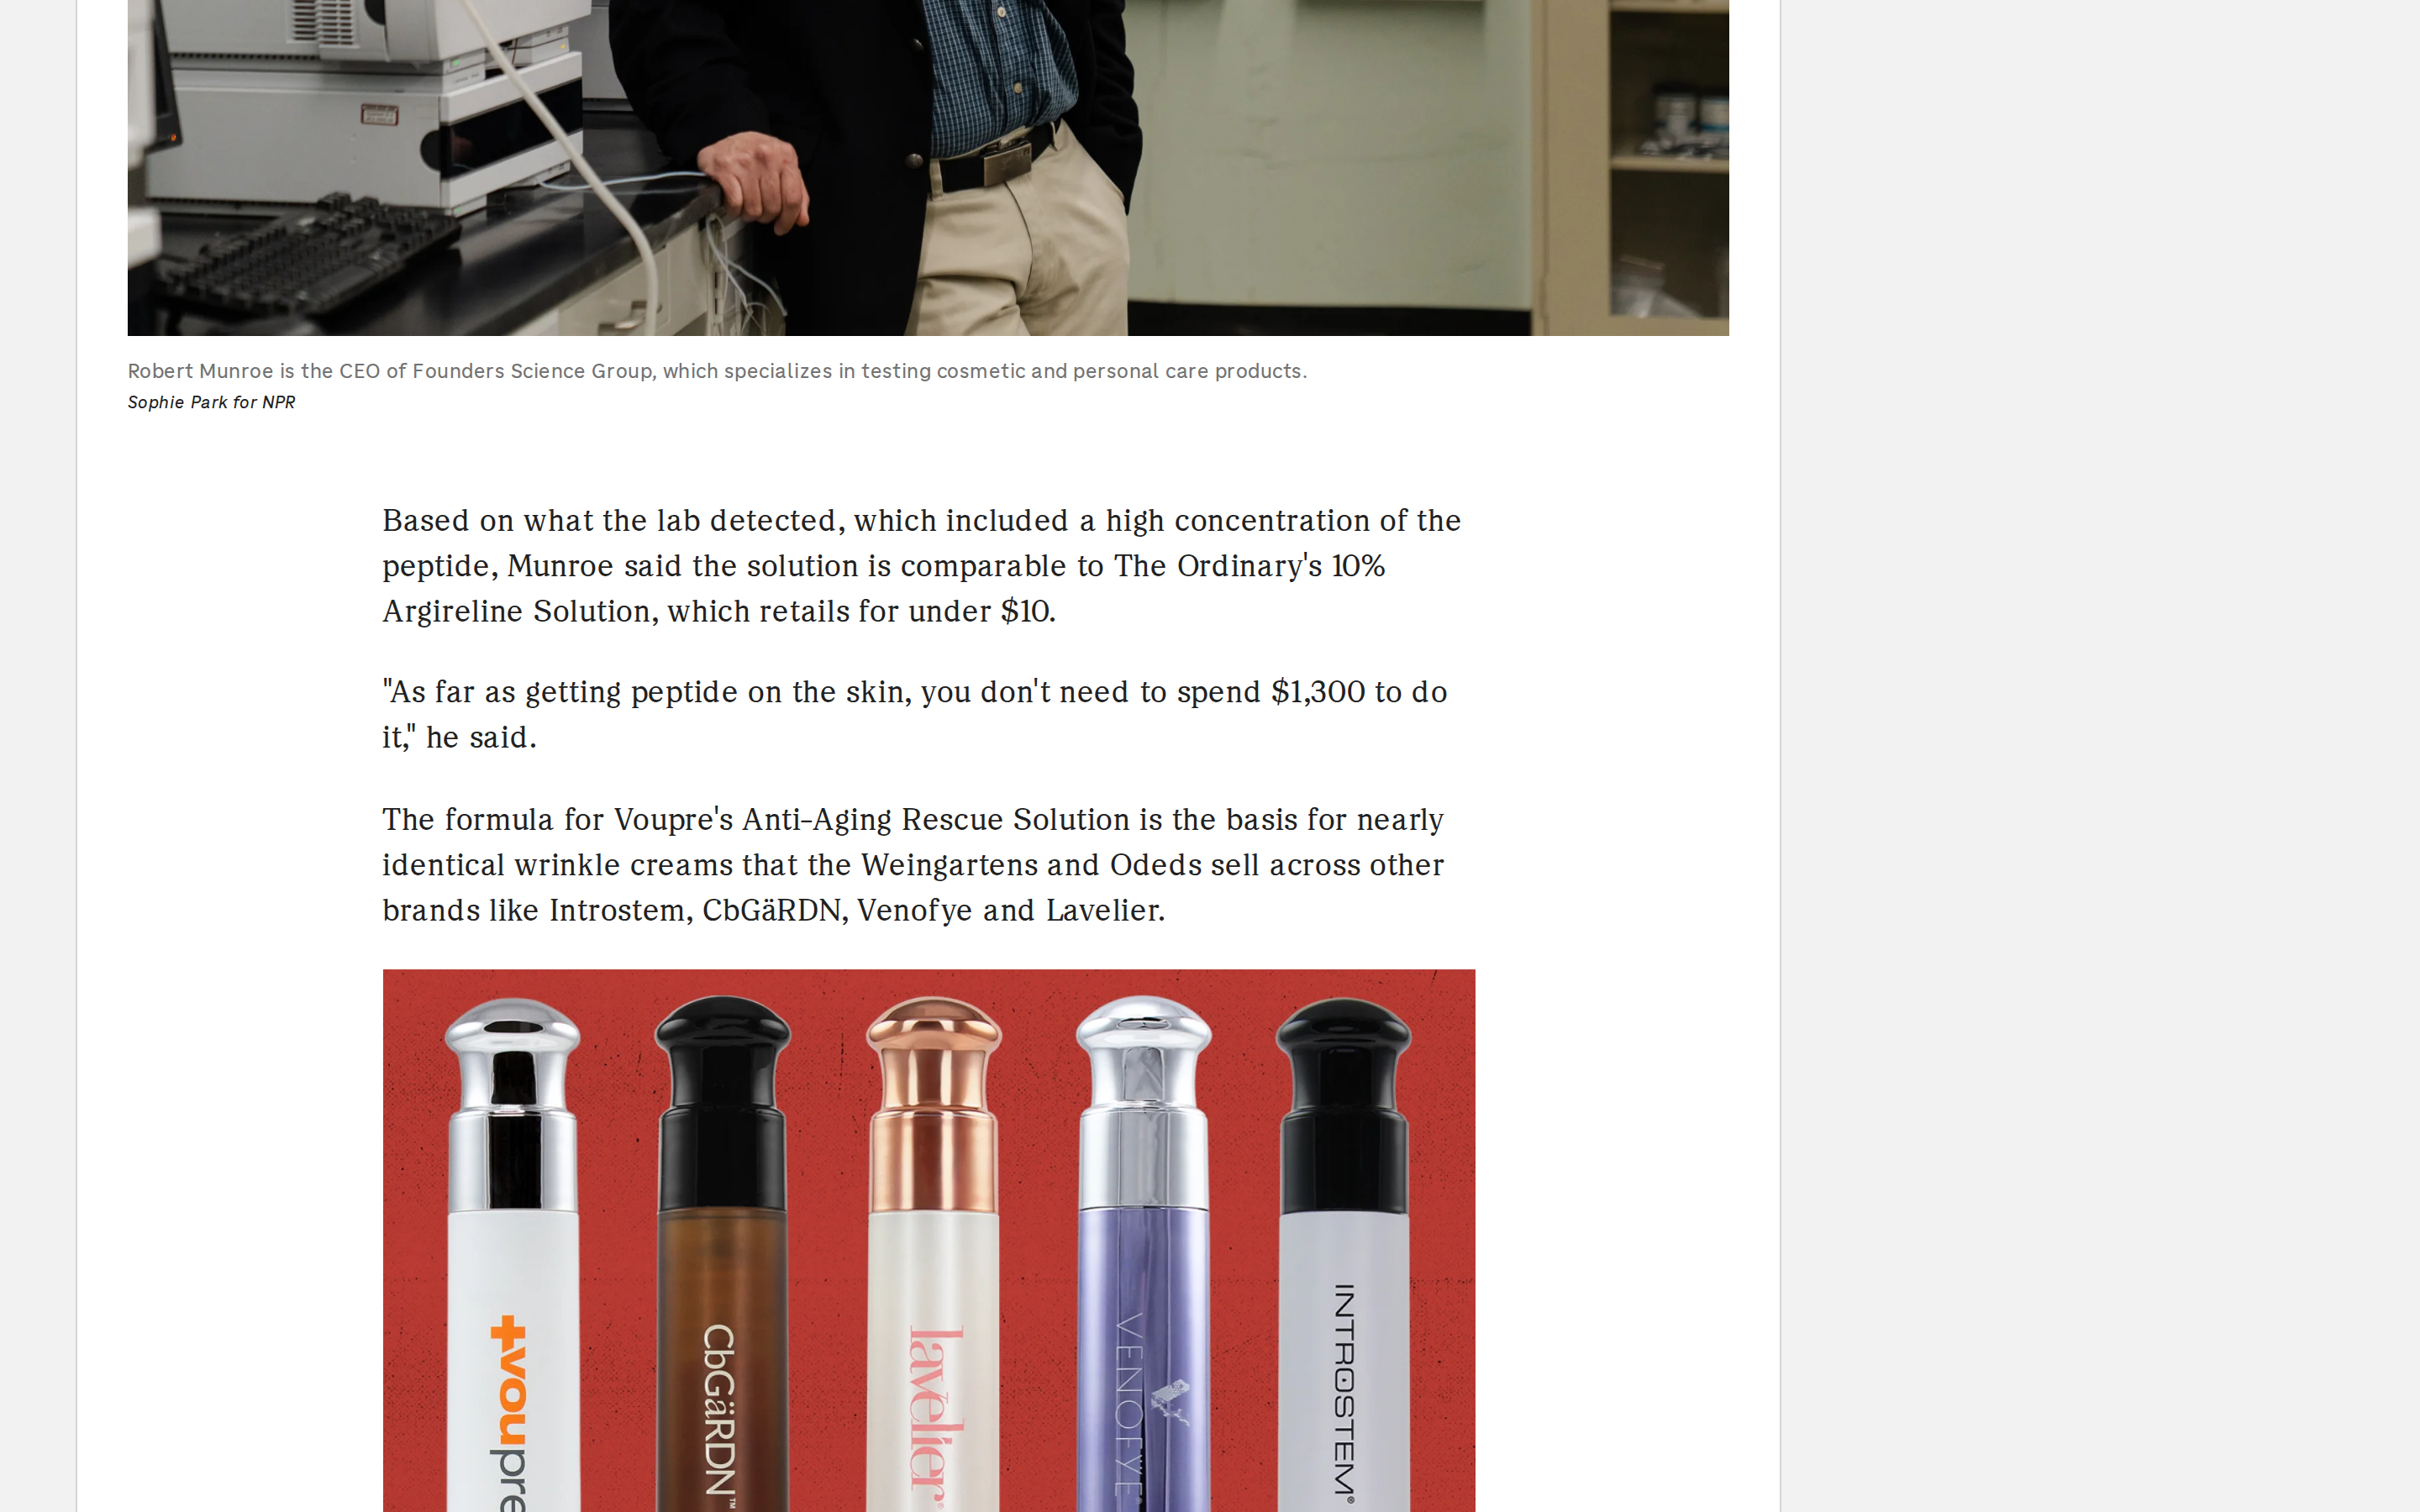 Robert Munroe is the CEO of Founders Science Group, which specializes in testing cosmetic and personal care products.
Sophie Park for NPR
Based on what the lab detected, which included a high concentration of the
peptide, Munroe said the solution is comparable to The Ordinary's 10%
Argireline Solution, which retails for under $10.
"As far as getting peptide on the skin, you don't need to spend $1,300 to do
it," he said.
The formula for Voupre's Anti-Aging Rescue Solution is the basis for nearly
identical wrinkle creams that the Weingartens and Odeds sell across other
brands like Introstem, CbGäRDN, Venofye and Lavelier.
voupre
CbGäRDN™
lavelier
VENOFYE
INTROSTEM®